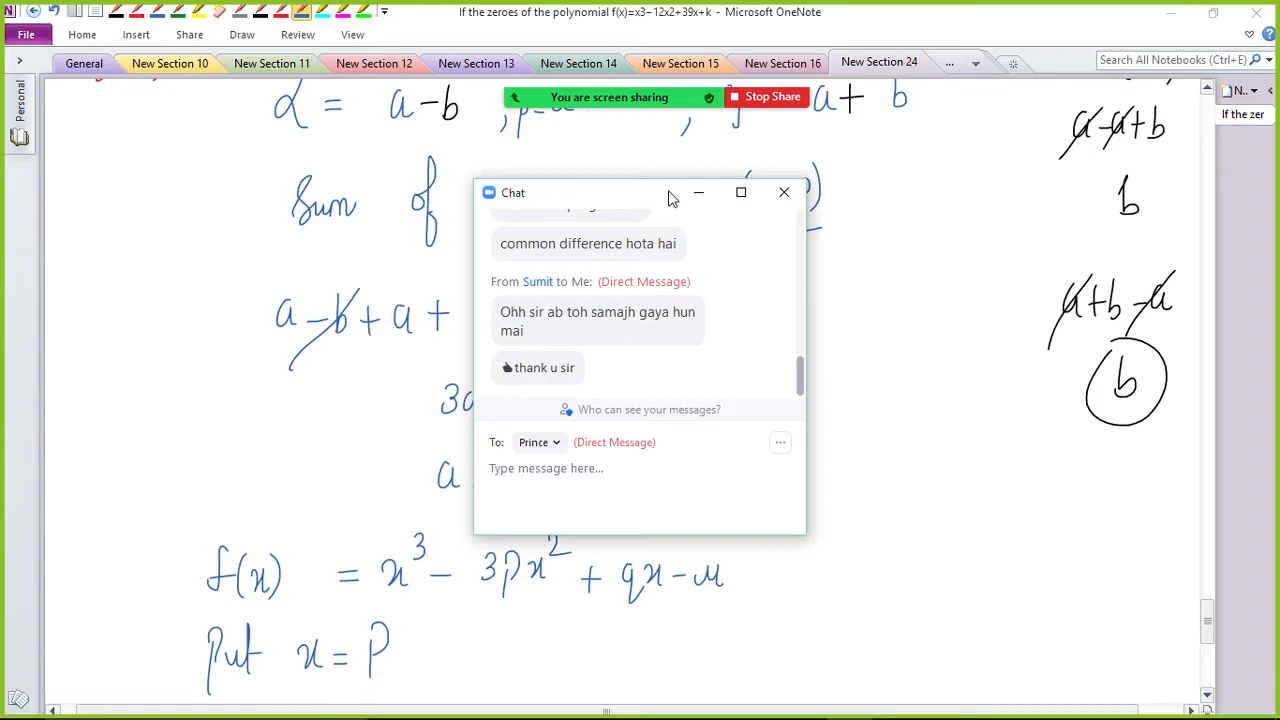 If the zeroes of the polynomial f(x)=x3–12x2+39x+k - Microsoft OneNote
File Home Insert Share Draw Review View
General New Section 10 New Section 11 New Section 12 New Section 13 New Section 14 New Section 15 New Section 16 New Section 24 ... Search All Notebooks (Ctrl+E)
Personal
N..
If the zer
You are screen sharing Stop Share
α = a-b , , a+ b
a-a+b
b
Sum of
a-b+a+
a+b-a
b
a
Chat
common difference hota hai
From Sumit to Me: (Direct Message)
Ohh sir ab toh samajh gaya hun
mai
thank u sir
Who can see your messages?
To: Prince (Direct Message)
...
Type message here...
f(x) = x³ - 3px² + qx - r
Put x = P